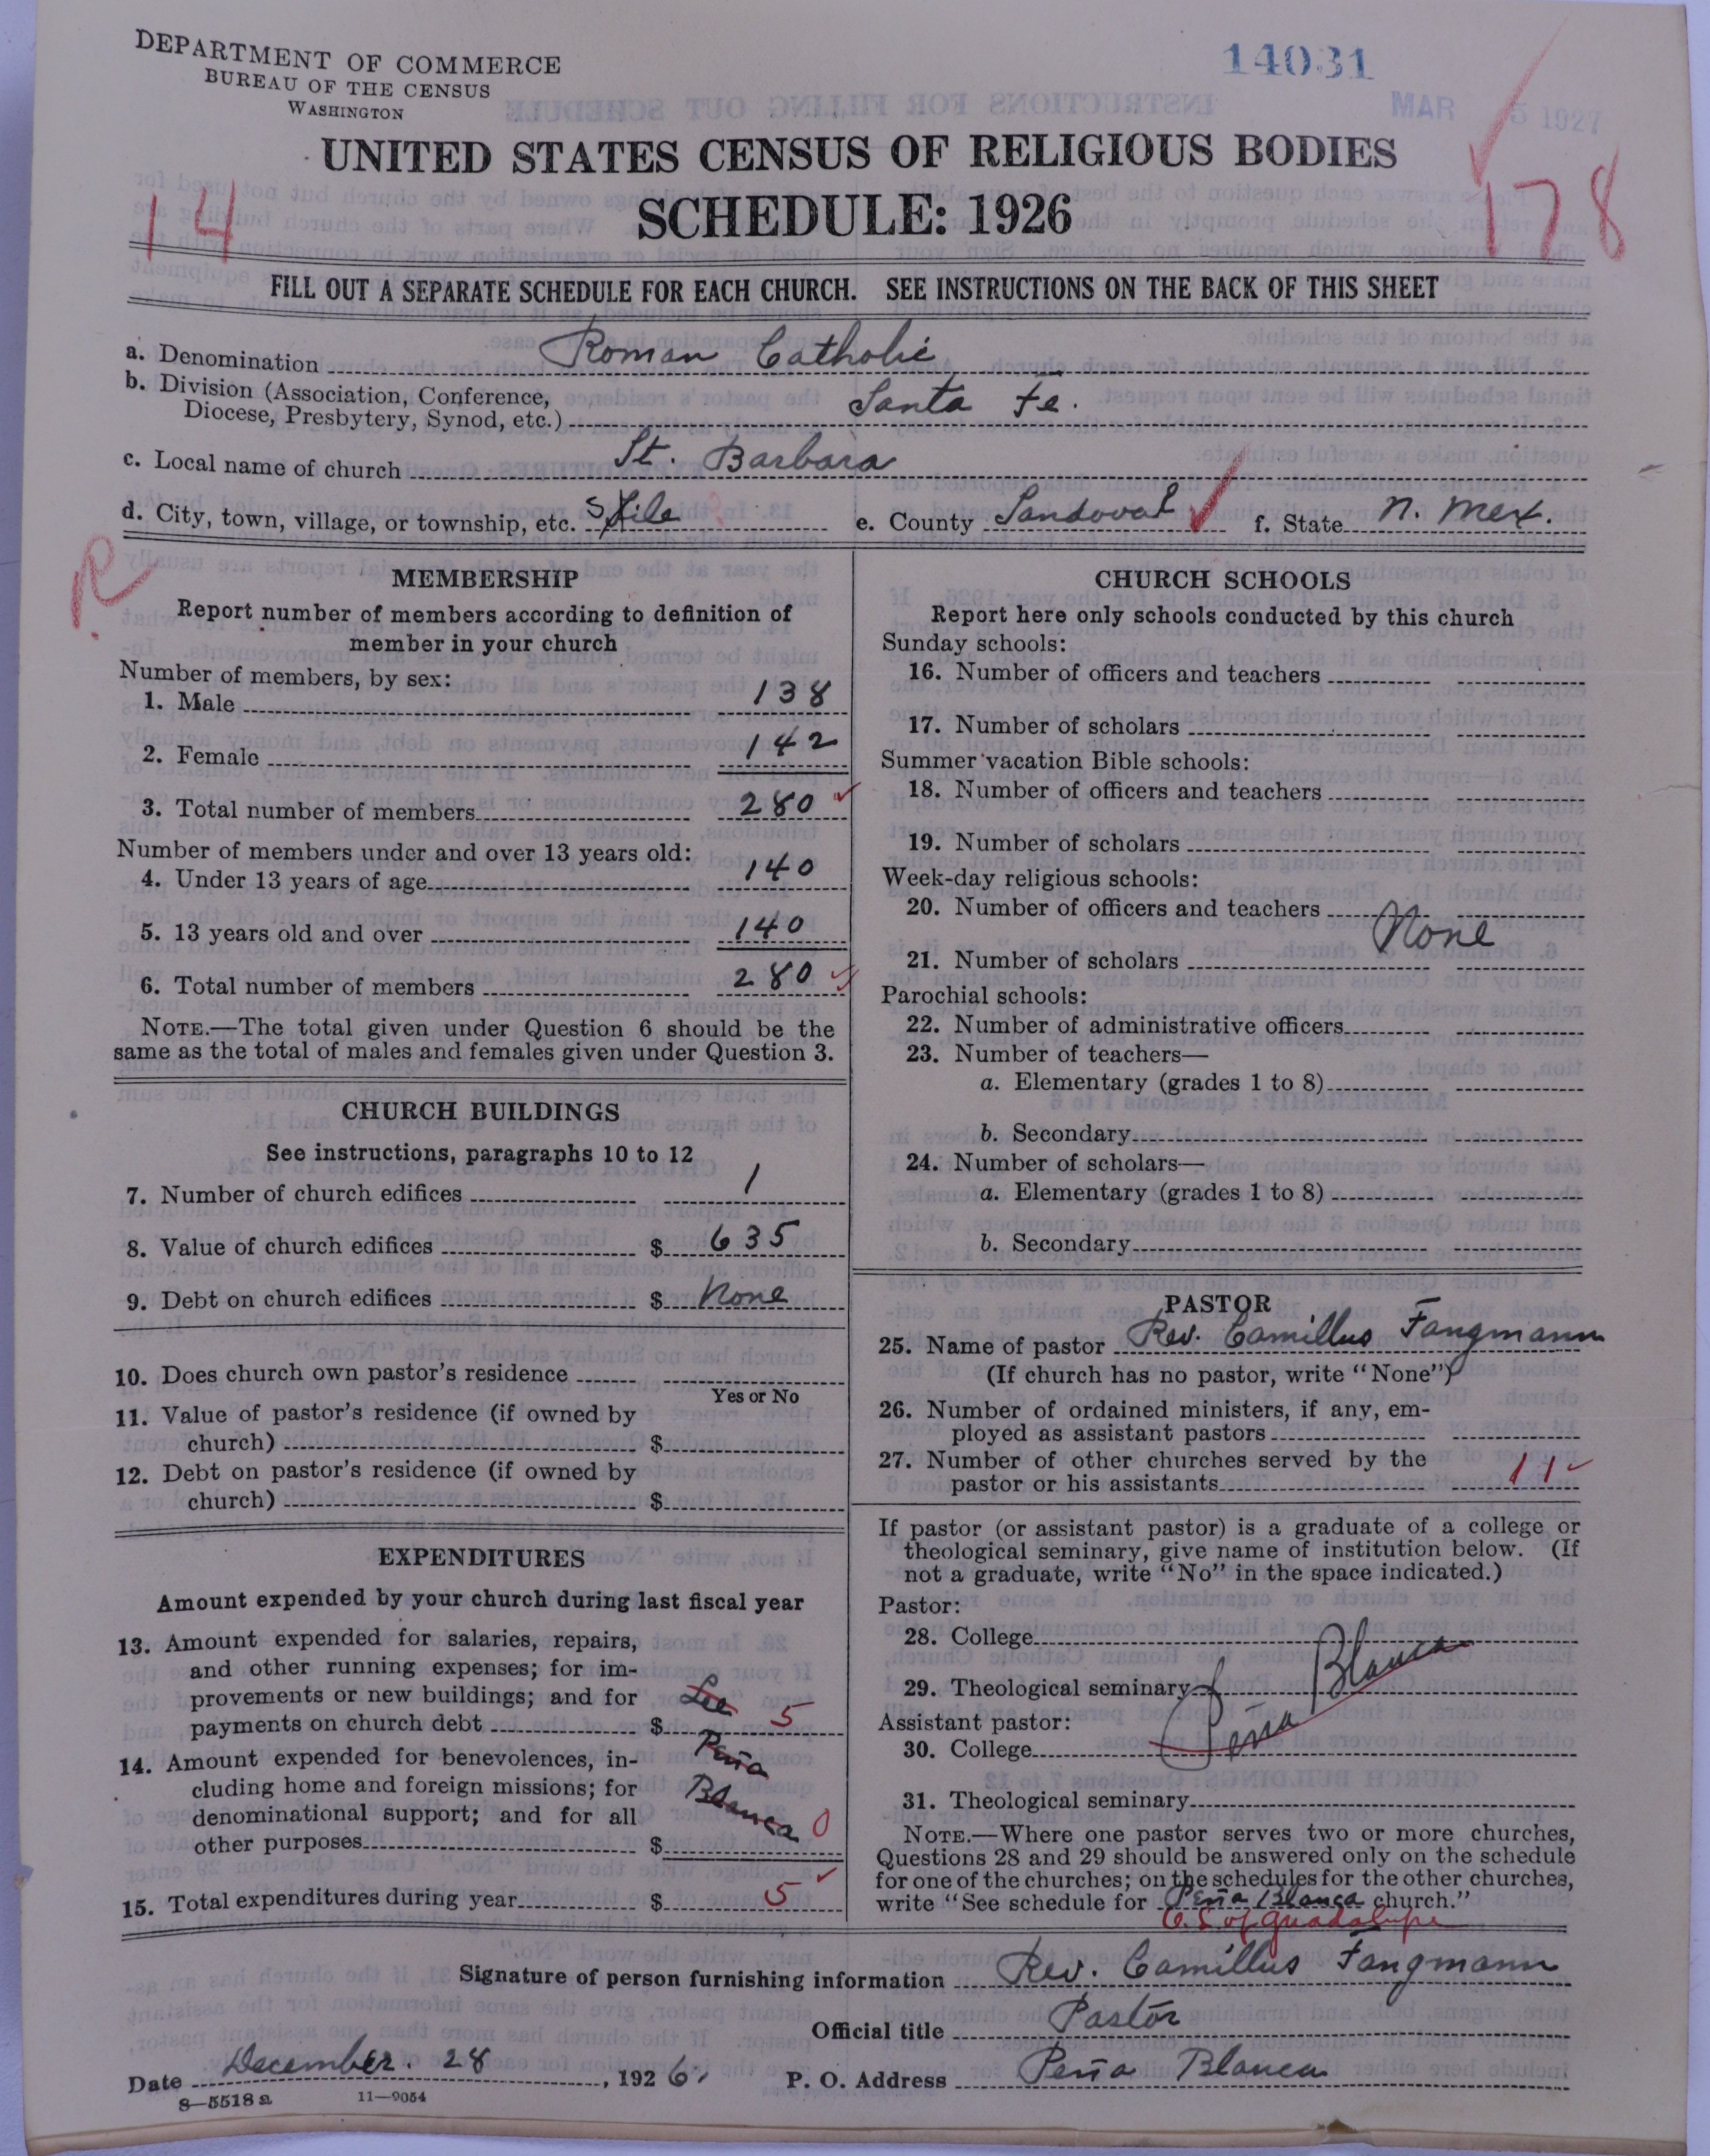 DEPARTMENT OF COMMERCE
BUREAU OF THE CENSUS
WASHINGTON
14031
MAR 5 1927
UNITED STATES CENSUS OF RELIGIOUS BODIES
SCHEDULE: 1926
14
178
FILL OUT A SEPARATE SCHEDULE FOR EACH CHURCH. SEE INSTRUCTIONS ON THE BACK OF THIS SHEET
a. Denomination Roman Catholic
b. Division (Association, Conference,
Diocese, Presbytery, Synod, etc.) Santa Fe.
c. Local name of church St. Barbara
d. City, town, village, or township, etc. Sile e. County Sandoval f. State N. Mex.
R
MEMBERSHIP
Report number of members according to definition of
member in your church
Number of members, by sex:
1. Male 138
2. Female 142
3. Total number of members 280
Number of members under and over 13 years old:
4. Under 13 years of age 140
5. 13 years old and over 140
6. Total number of members 280
NOTE.—The total given under Question 6 should be the
same as the total of males and females given under Question 3.
CHURCH BUILDINGS
See instructions, paragraphs 10 to 12
7. Number of church edifices 1
8. Value of church edifices $ 635
9. Debt on church edifices $ None
10. Does church own pastor's residence
Yes or No
11. Value of pastor's residence (if owned by
church) $
12. Debt on pastor's residence (if owned by
church) $
EXPENDITURES
Amount expended by your church during last fiscal year
13. Amount expended for salaries, repairs,
and other running expenses; for im-
provements or new buildings; and for
payments on church debt $ See 5
14. Amount expended for benevolences, in-
cluding home and foreign missions; for
denominational support; and for all
other purposes $ Peña Blanca 0
15. Total expenditures during year $ 5
CHURCH SCHOOLS
Report here only schools conducted by this church
Sunday schools:
16. Number of officers and teachers
17. Number of scholars
Summer vacation Bible schools:
18. Number of officers and teachers
19. Number of scholars
Week-day religious schools:
20. Number of officers and teachers
None
21. Number of scholars
Parochial schools:
22. Number of administrative officers
23. Number of teachers—
a. Elementary (grades 1 to 8)
b. Secondary
24. Number of scholars—
a. Elementary (grades 1 to 8)
b. Secondary
PASTOR
25. Name of pastor Rev. Camillus Fangmann
(If church has no pastor, write "None")
26. Number of ordained ministers, if any, em-
ployed as assistant pastors
27. Number of other churches served by the
pastor or his assistants 11
If pastor (or assistant pastor) is a graduate of a college or
theological seminary, give name of institution below. (If
not a graduate, write "No" in the space indicated.)
Pastor:
28. College
29. Theological seminary
Peña Blanca
Assistant pastor:
30. College
31. Theological seminary
NOTE.—Where one pastor serves two or more churches,
Questions 28 and 29 should be answered only on the schedule
for one of the churches; on the schedules for the other churches,
write "See schedule for Peña Blanca church."
of Guadalupe
Signature of person furnishing information Rev. Camillus Fangmann
Official title Pastor
Date December. 28, 1926. P. O. Address Peña Blanca
8—5518a 11—9054